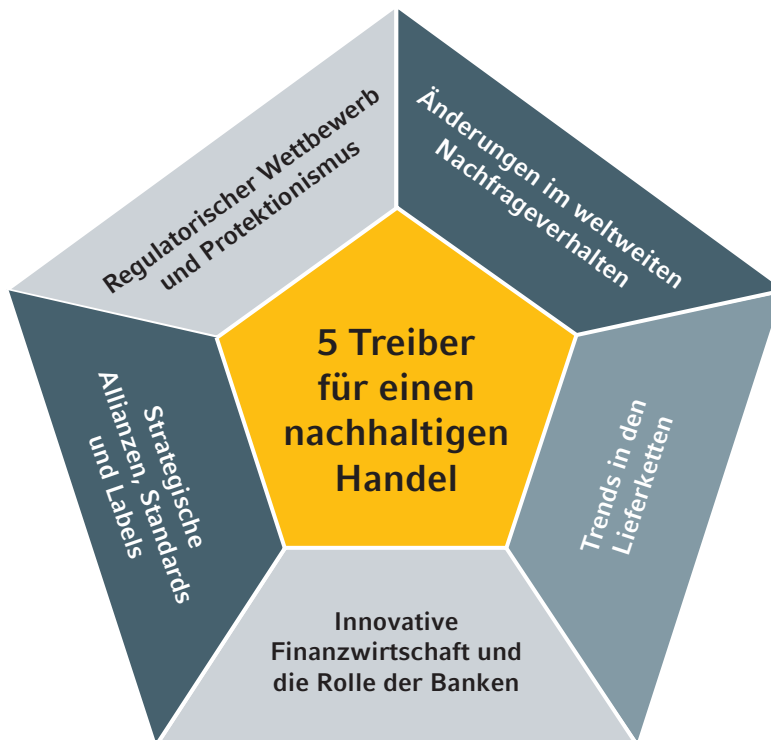 Regulatorischer Wettbewerb
und Protektionismus
Änderungen im weltweiten
Nachfrageverhalten
5 Treiber
für einen
nachhaltigen
Handel
Strategische
Allianzen, Standards
und Labels
Trends in den
Lieferketten
Innovative
Finanzwirtschaft und
die Rolle der Banken